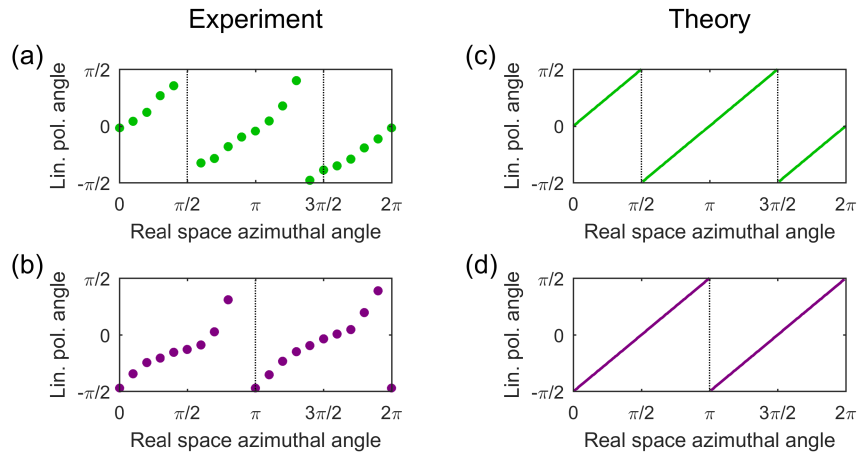 Experiment
Theory
(a)
Lin. pol. angle
π/2
0
-π/2
0
π/2
π
3π/2
2π
Real space azimuthal angle
(c)
Lin. pol. angle
π/2
0
-π/2
0
π/2
π
3π/2
2π
Real space azimuthal angle
(b)
Lin. pol. angle
π/2
0
-π/2
0
π/2
π
3π/2
2π
Real space azimuthal angle
(d)
Lin. pol. angle
π/2
0
-π/2
0
π/2
π
3π/2
2π
Real space azimuthal angle